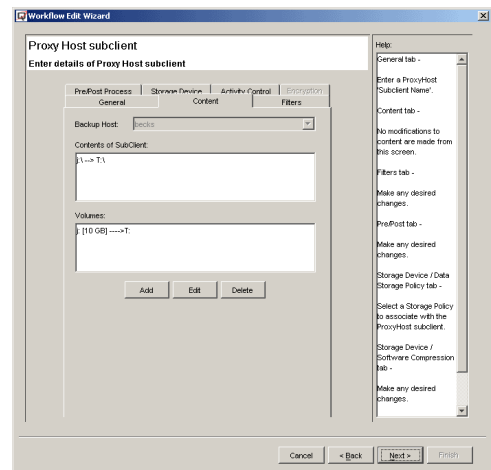 Workflow Edit Wizard
Proxy Host subclient
Enter details of Proxy Host subclient
Pre/Post Process Storage Device Activity Control Encryption
General Content Filters
Backup Host: becks
Contents of SubClient:
j:\ --> T:\
Volumes:
j: [10 GB] ---->T:
Add Edit Delete
Help:
General tab -
Enter a ProxyHost
'Subclient Name'.
Content tab -
No modifications to
content are made from
this screen.
Filters tab -
Make any desired
changes.
Pre/Post tab -
Make any desired
changes.
Storage Device / Data
Storage Policy tab -
Select a Storage Policy
to associate with the
ProxyHost subclient.
Storage Device /
Software Compression
tab -
Make any desired
changes.
Cancel < Back Next > Finish